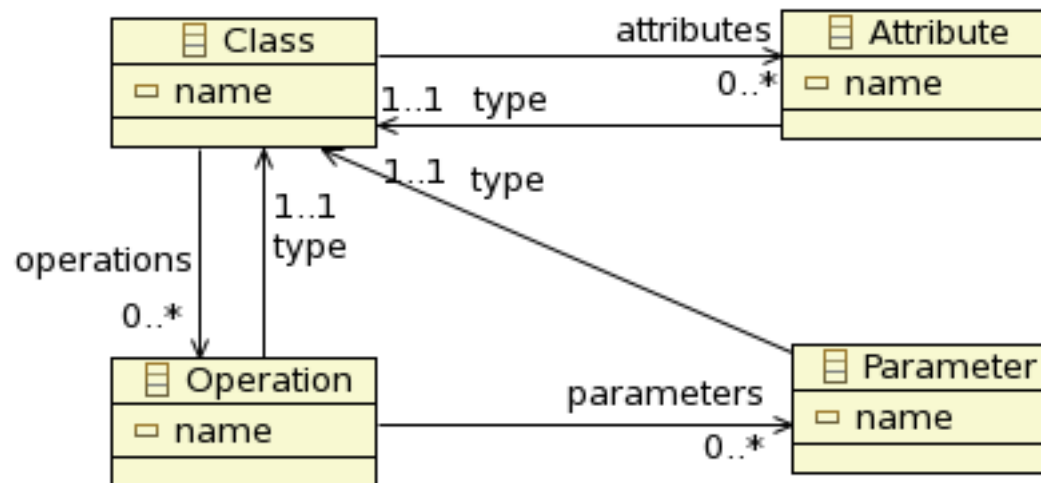 Class
name
attributes
0..*
Attribute
name
1..1 type
1..1 type
1..1
type
operations
0..*
Operation
name
parameters
0..*
Parameter
name